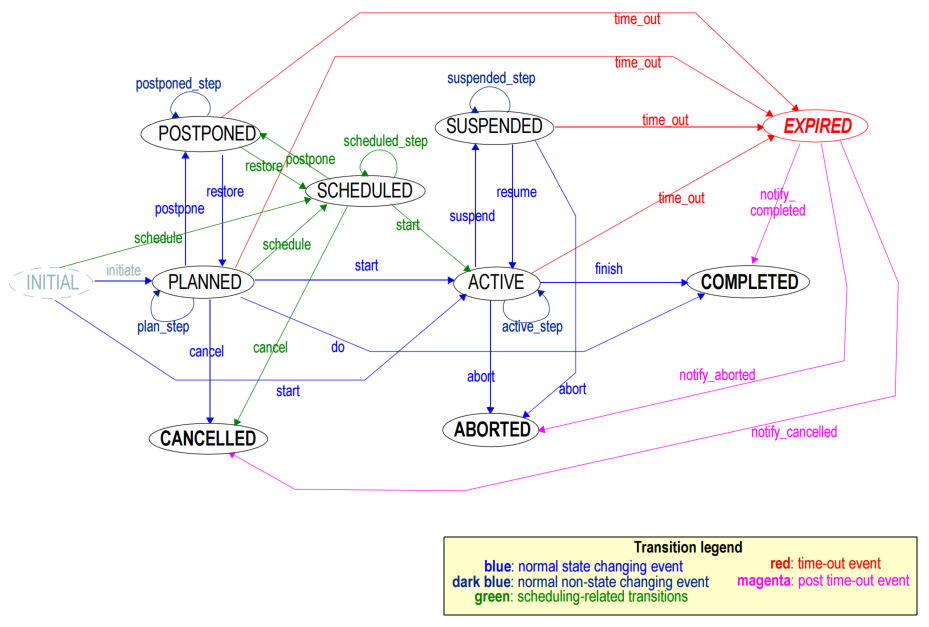 time_out
time_out
postponed_step
suspended_step
POSTPONED
SUSPENDED
time_out
EXPIRED
scheduled_step
postpone
restore
SCHEDULED
restore
resume
notify_
completed
time_out
postpone
suspend
start
schedule
schedule
INITIAL
initiate
PLANNED
start
ACTIVE
finish
COMPLETED
plan_step
active_step
cancel
cancel
do
abort
notify_aborted
start
abort
CANCELLED
ABORTED
notify_cancelled
Transition legend
blue: normal state changing event
red: time-out event
dark blue: normal non-state changing event
magenta: post time-out event
green: scheduling-related transitions